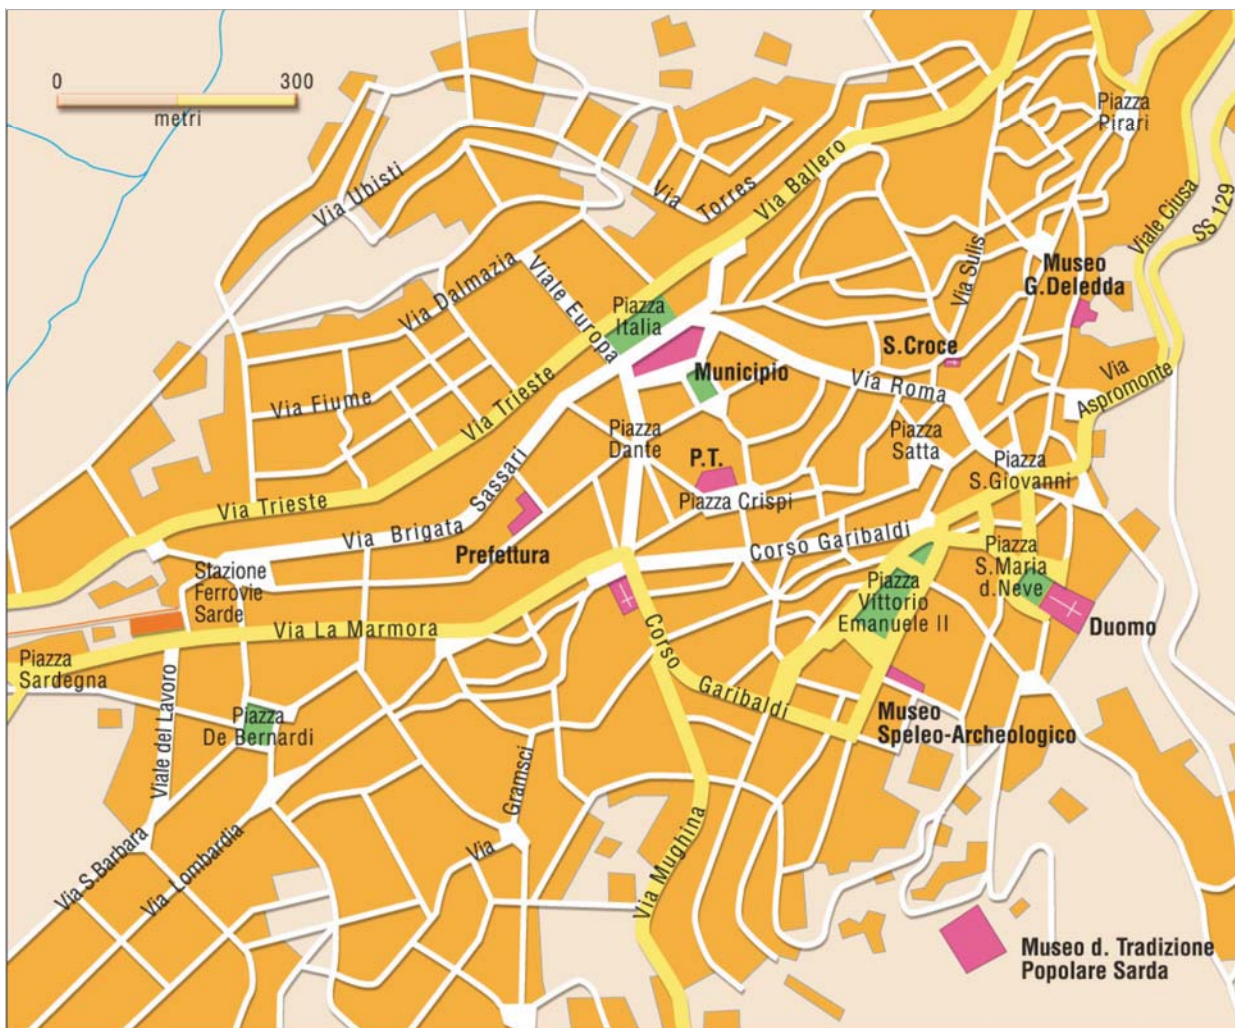 0
300
metri
Piazza
Pirari
Via Ubisti
Via Torres
Via Ballero
Viale Ciusa
SS 129
Via Sulis
Museo
G.Deledda
Via Dalmazia
Viale Europa
Piazza
Italia
S.Croce
Municipio
Via Roma
Via
Aspromonte
Via Fiume
Via Trieste
Piazza
Dante
Piazza
Satta
P.T.
Piazza
S.Giovanni
Piazza Crispi
Via Trieste
Via Brigata Sassari
Prefettura
Corso Garibaldi
Piazza
S.Maria
d.Neve
Stazione
Ferrovie
Sarde
Piazza
Vittorio
Emanuele II
Duomo
Via La Marmora
Piazza
Sardegna
Corso Garibaldi
Viale del Lavoro
Piazza
De Bernardi
Museo
Speleo-Archeologico
Via Gramsci
Via S.Barbara
Via Lombardia
Via Mughina
Museo d. Tradizione
Popolare Sarda